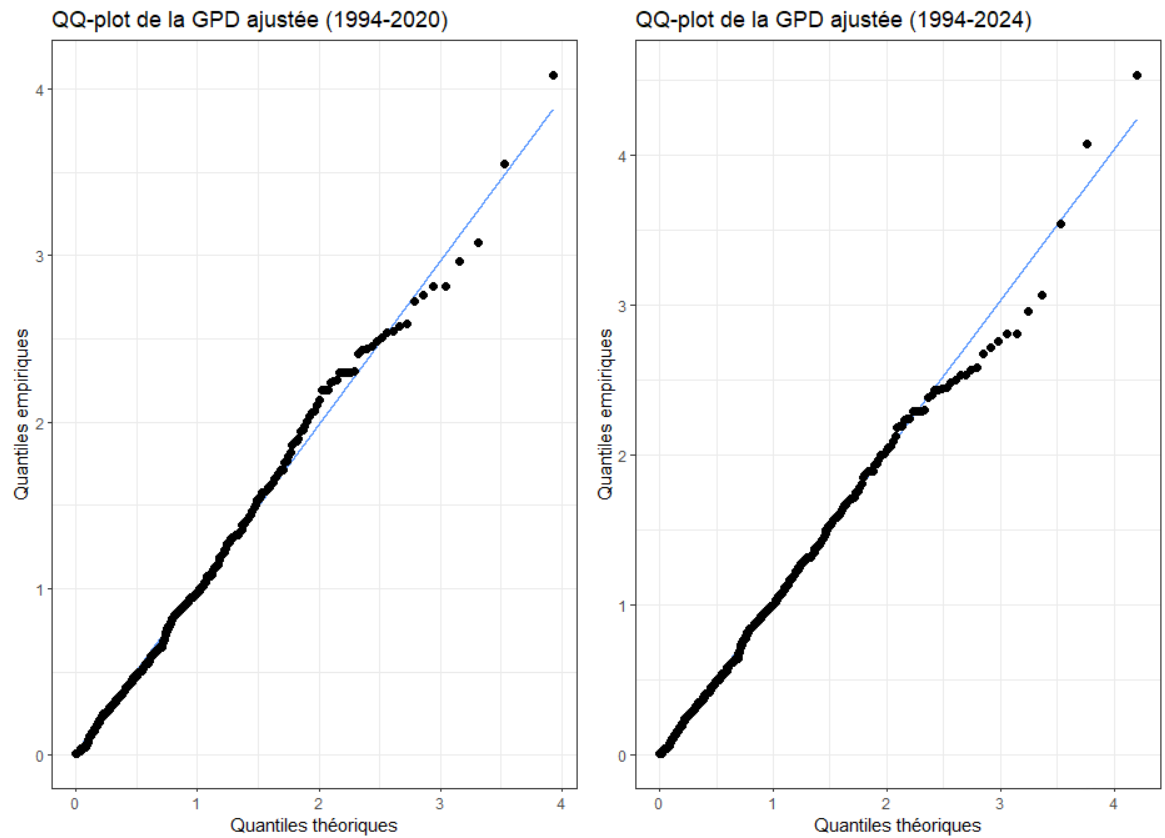 QQ-plot de la GPD ajustée (1994-2020)
Quantiles empiriques
4
3
2
1
0
0 1 2 3 4
Quantiles théoriques
QQ-plot de la GPD ajustée (1994-2024)
Quantiles empiriques
4
3
2
1
0
0 1 2 3 4
Quantiles théoriques